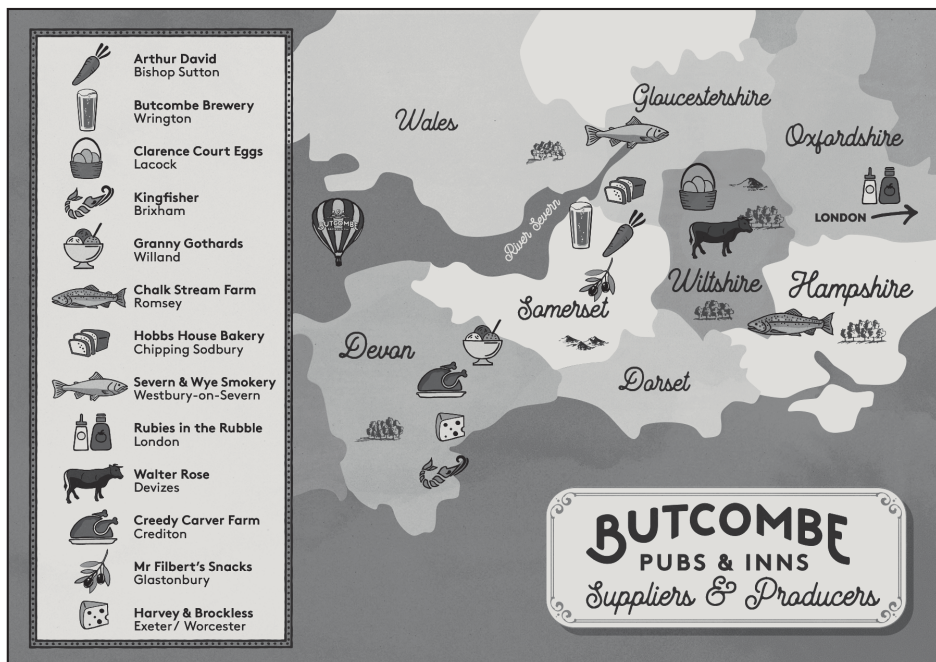 Arthur David
Bishop Sutton
Butcombe Brewery
Wrington
Clarence Court Eggs
Lacock
Kingfisher
Brixham
Granny Gothards
Willand
Chalk Stream Farm
Romsey
Hobbs House Bakery
Chipping Sodbury
Severn & Wye Smokery
Westbury-on-Severn
Rubies in the Rubble
London
Walter Rose
Devizes
Creedy Carver Farm
Crediton
Mr Filbert's Snacks
Glastonbury
Harvey & Brockless
Exeter/ Worcester
Wales
Gloucestershire
Oxfordshire
LONDON
River Severn
BUTCOMBE
Wiltshire
Hampshire
Somerset
Devon
Dorset
BUTCOMBE
PUBS & INNS
Suppliers & Producers